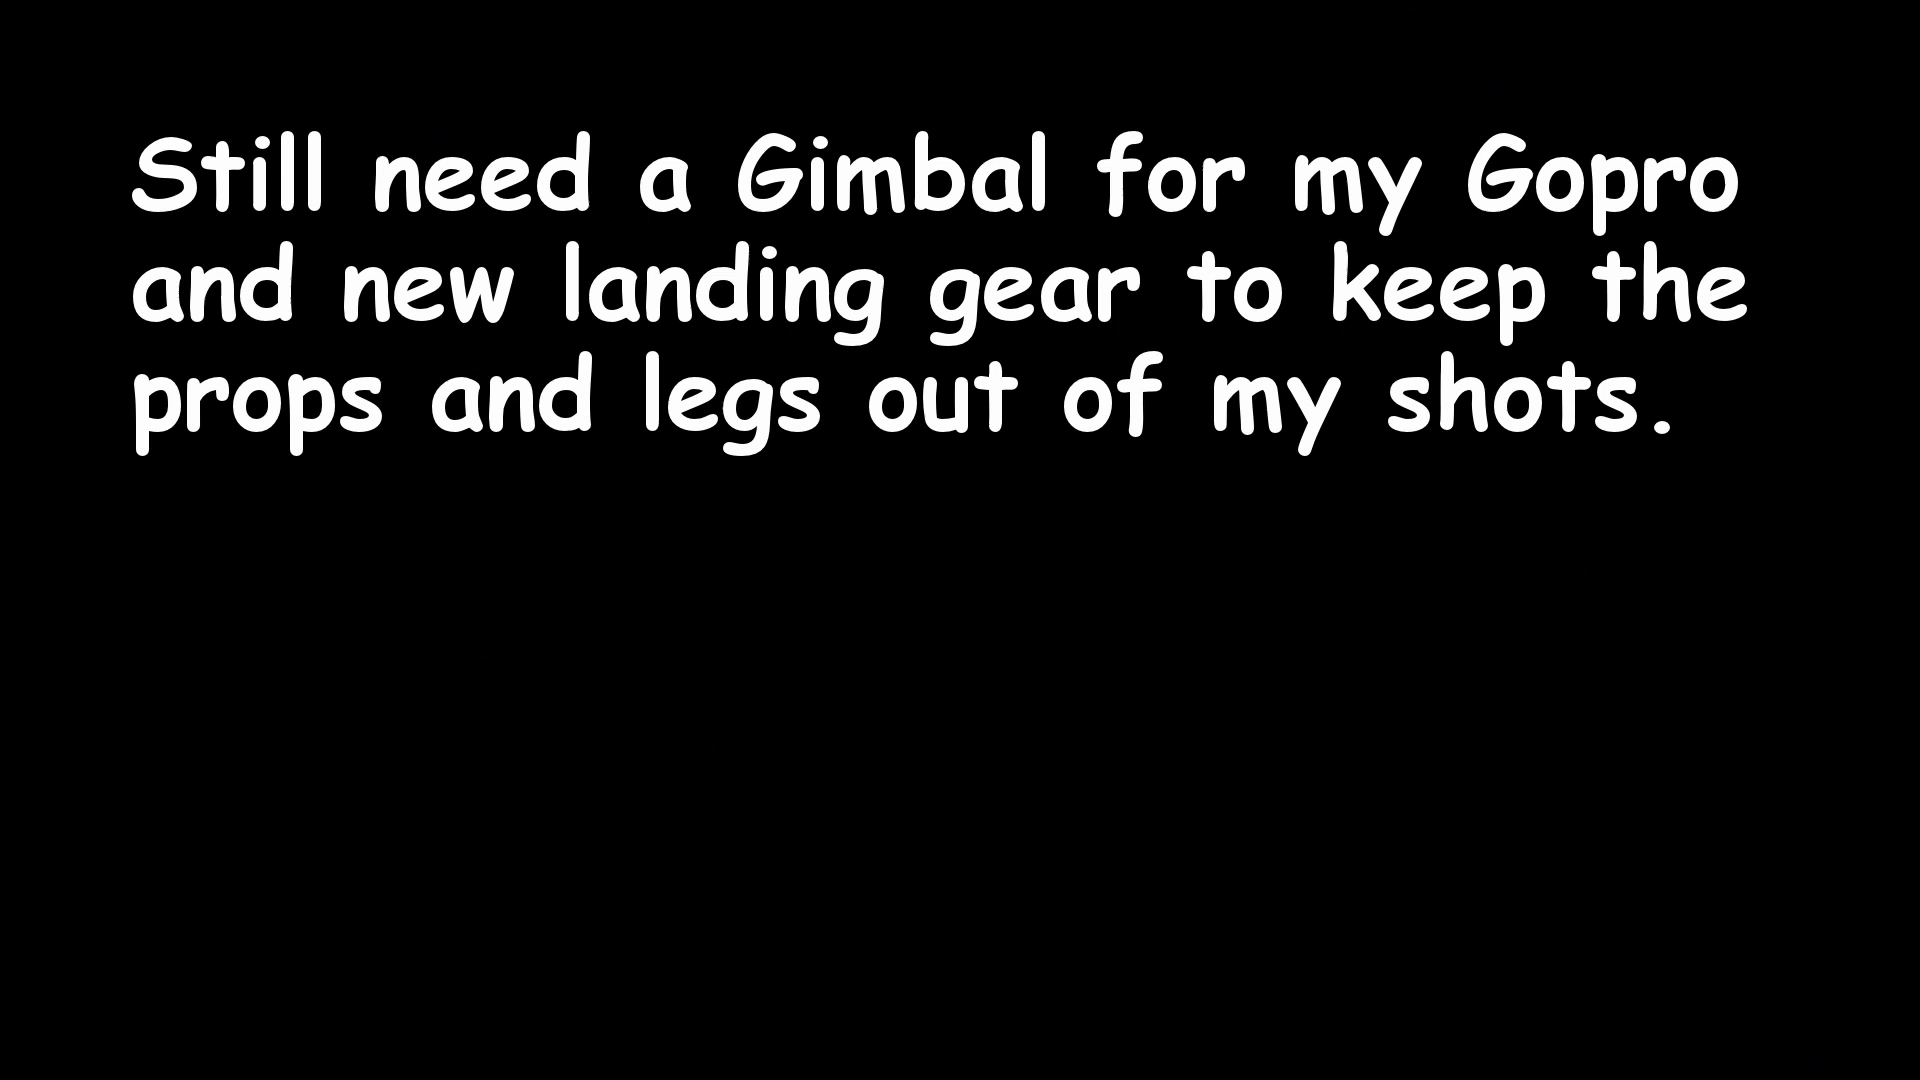 Still need a Gimbal for my Gopro
and new landing gear to keep the
props and legs out of my shots.